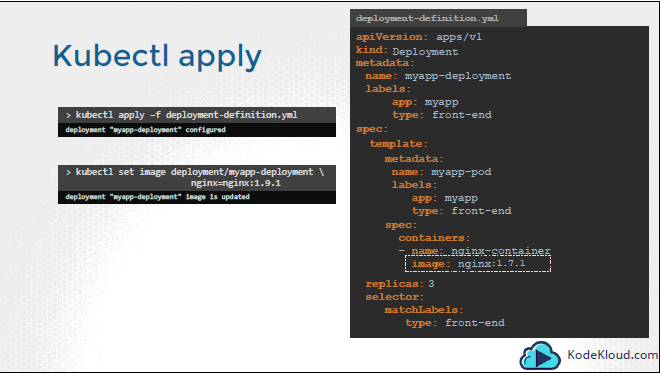 Kubectl apply
> kubectl apply -f deployment-definition.yml
deployment "myapp-deployment" configured
> kubectl set image deployment/myapp-deployment \
nginx=nginx:1.9.1
deployment "myapp-deployment" image is updated
deployment-definition.yml
apiVersion: apps/v1
kind: Deployment
metadata:
name: myapp-deployment
labels:
app: myapp
type: front-end
spec:
template:
metadata:
name: myapp-pod
labels:
app: myapp
type: front-end
spec:
containers:
- name: nginx-container
image: nginx:1.7.1
replicas: 3
selector:
matchLabels:
type: front-end
KodeKloud.com